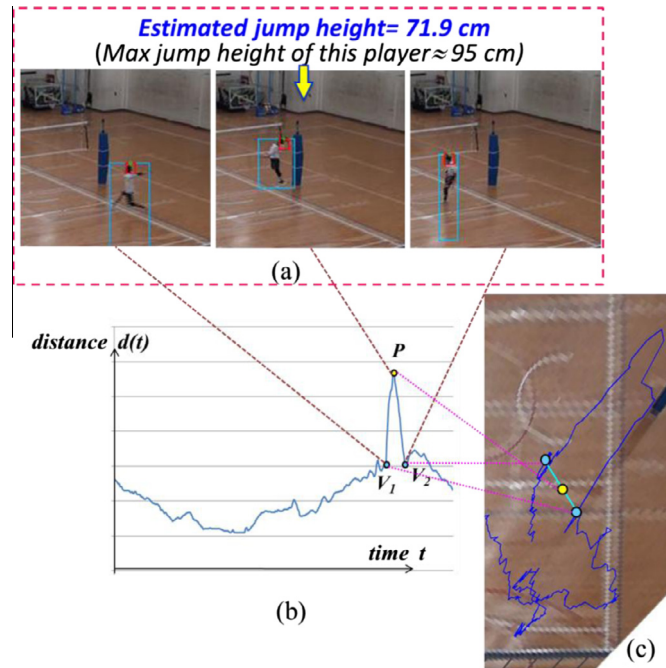 Estimated jump height= 71.9 cm
(Max jump height of this player≈95 cm)
(a)
distance d(t)
P
V1
V2
time t
(b)
(c)